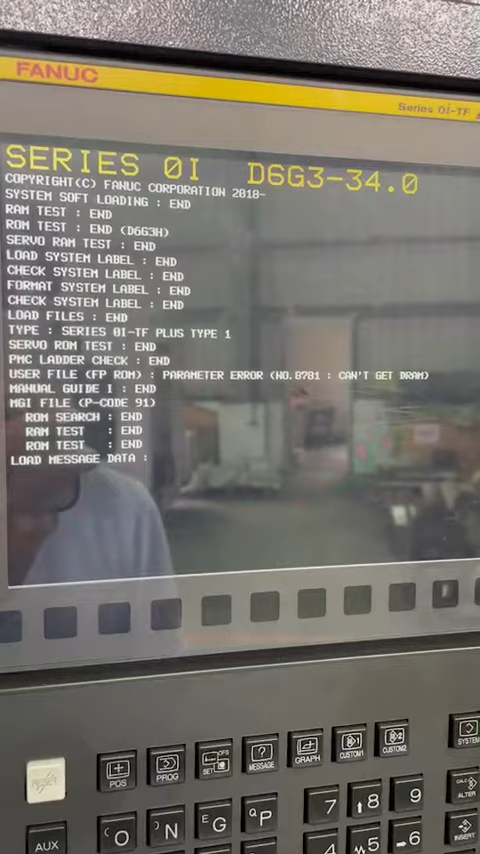 FANUC
Series 0i-TF
SERIES 0I D6G3-34.0
COPYRIGHT(C) FANUC CORPORATION 2018-
SYSTEM SOFT LOADING : END
RAM TEST : END
ROM TEST : END (D6G3H)
SERVO RAM TEST : END
LOAD SYSTEM LABEL : END
CHECK SYSTEM LABEL : END
FORMAT SYSTEM LABEL : END
CHECK SYSTEM LABEL : END
LOAD FILES : END
TYPE : SERIES 0I-TF PLUS TYPE 1
SERVO ROM TEST : END
PMC LADDER CHECK : END
USER FILE (FP ROM) : PARAMETER ERROR (NO.8781 : CAN'T GET DRAM)
MANUAL GUIDE I : END
MGI FILE (P-CODE 91)
ROM SEARCH : END
RAM TEST : END
ROM TEST : END
LOAD MESSAGE DATA :
POS PROG OFS SET MESSAGE GRAPH CUSTOM1 CUSTOM2 SYSTEM
AUX ( O ) N E G Q P 7 8 9 ALTER
4 5 6 INSERT